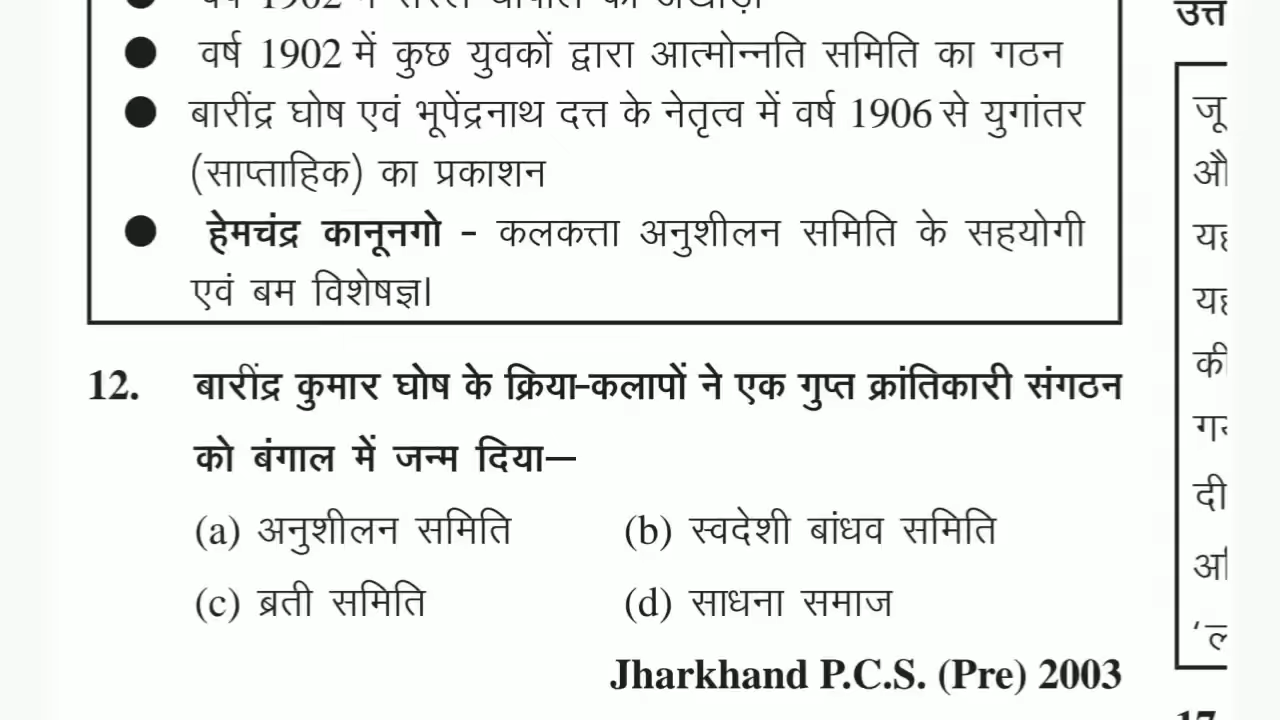 ● वर्ष 1902 में कुछ युवकों द्वारा आत्मोन्नति समिति का गठन
● बारींद्र घोष एवं भूपेंद्रनाथ दत्त के नेतृत्व में वर्ष 1906 से युगांतर
(साप्ताहिक) का प्रकाशन
● हेमचंद्र कानूनगो - कलकत्ता अनुशीलन समिति के सहयोगी
एवं बम विशेषज्ञ।
12. बारींद्र कुमार घोष के क्रिया-कलापों ने एक गुप्त क्रांतिकारी संगठन
को बंगाल में जन्म दिया—
(a) अनुशीलन समिति (b) स्वदेशी बांधव समिति
(c) ब्रती समिति (d) साधना समाज
Jharkhand P.C.S. (Pre) 2003
उत्त
जू
औ
की
दी